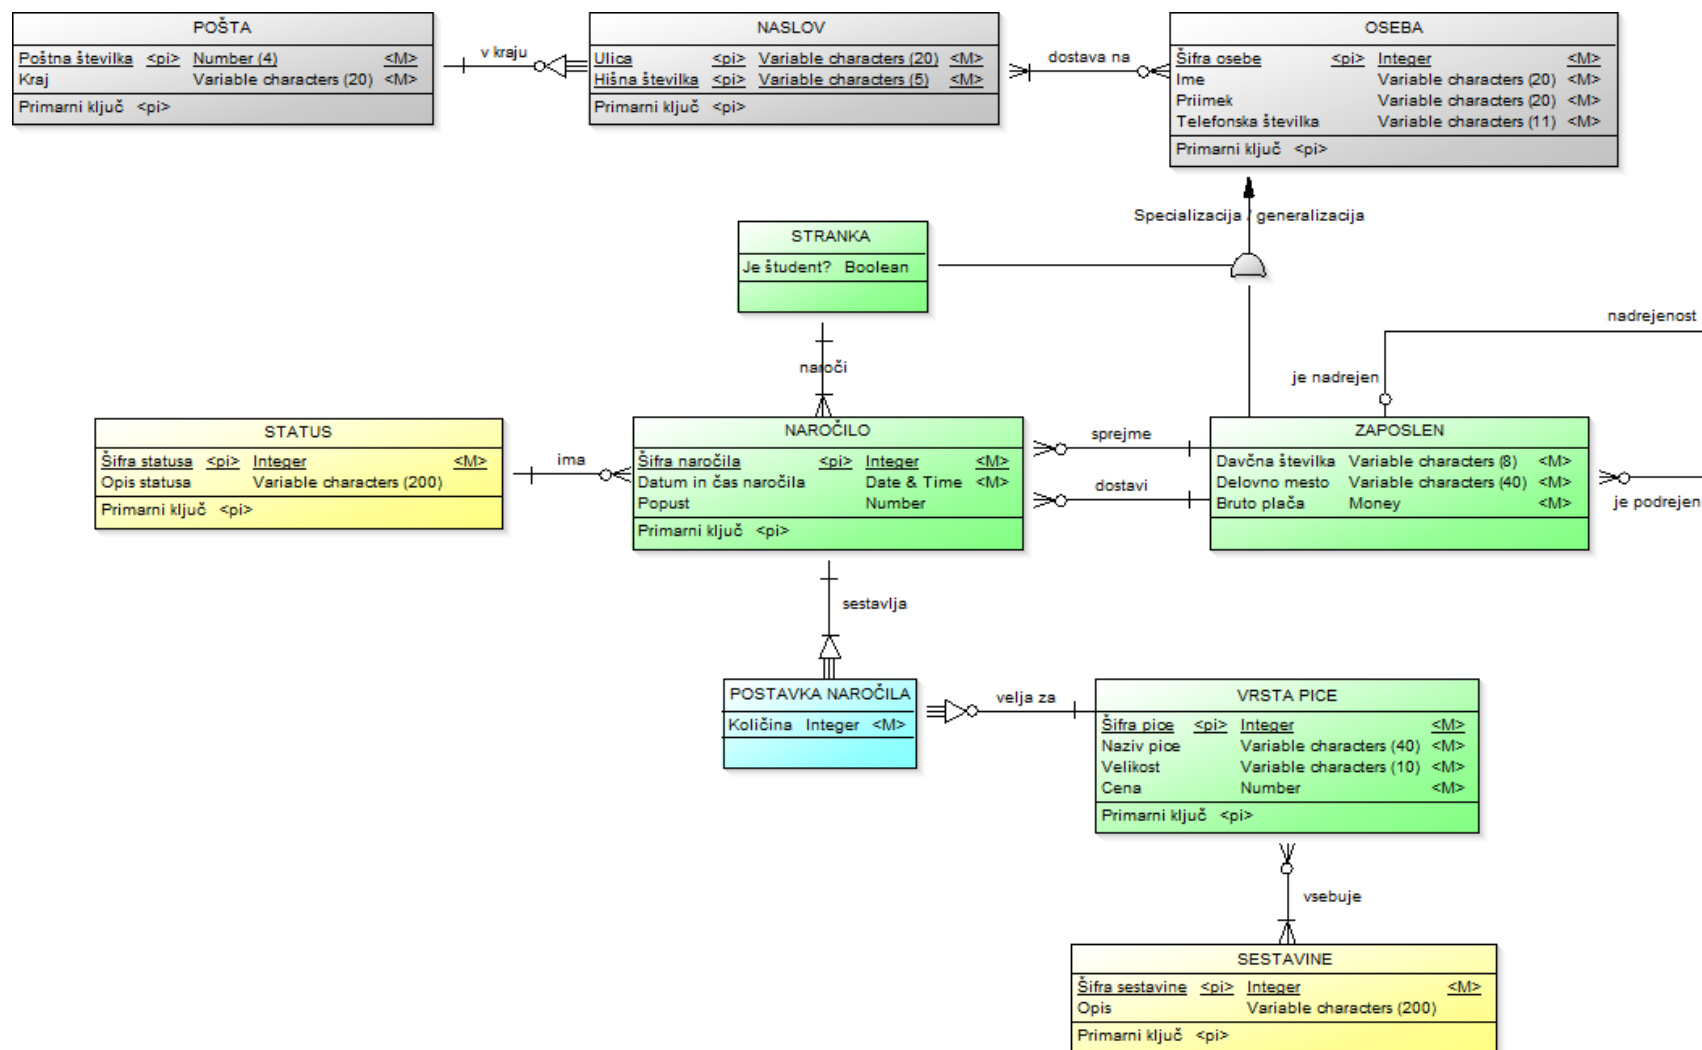 POŠTA
Poštna številka <pi> Number (4) <M>
Kraj Variable characters (20) <M>
Primarni ključ <pi>
v kraju
NASLOV
Ulica <pi> Variable characters (20) <M>
Hišna številka <pi> Variable characters (5) <M>
Primarni ključ <pi>
dostava na
OSEBA
Šifra osebe <pi> Integer <M>
Ime Variable characters (20) <M>
Priimek Variable characters (20) <M>
Telefonska številka Variable characters (11) <M>
Primarni ključ <pi>
Specializacija / generalizacija
STRANKA
Je študent? Boolean
naroči
nadrejenost
je nadrejen
STATUS
Šifra statusa <pi> Integer <M>
Opis statusa Variable characters (200)
Primarni ključ <pi>
ima
NAROČILO
Šifra naročila <pi> Integer <M>
Datum in čas naročila Date & Time <M>
Popust Number
Primarni ključ <pi>
sprejme
dostavi
ZAPOSLEN
Davčna številka Variable characters (8) <M>
Delovno mesto Variable characters (40) <M>
Bruto plača Money <M>
je podrejen
sestavlja
POSTAVKA NAROČILA
Količina Integer <M>
velja za
VRSTA PICE
Šifra pice <pi> Integer <M>
Naziv pice Variable characters (40) <M>
Velikost Variable characters (10) <M>
Cena Number <M>
Primarni ključ <pi>
vsebuje
SESTAVINE
Šifra sestavine <pi> Integer <M>
Opis Variable characters (200)
Primarni ključ <pi>